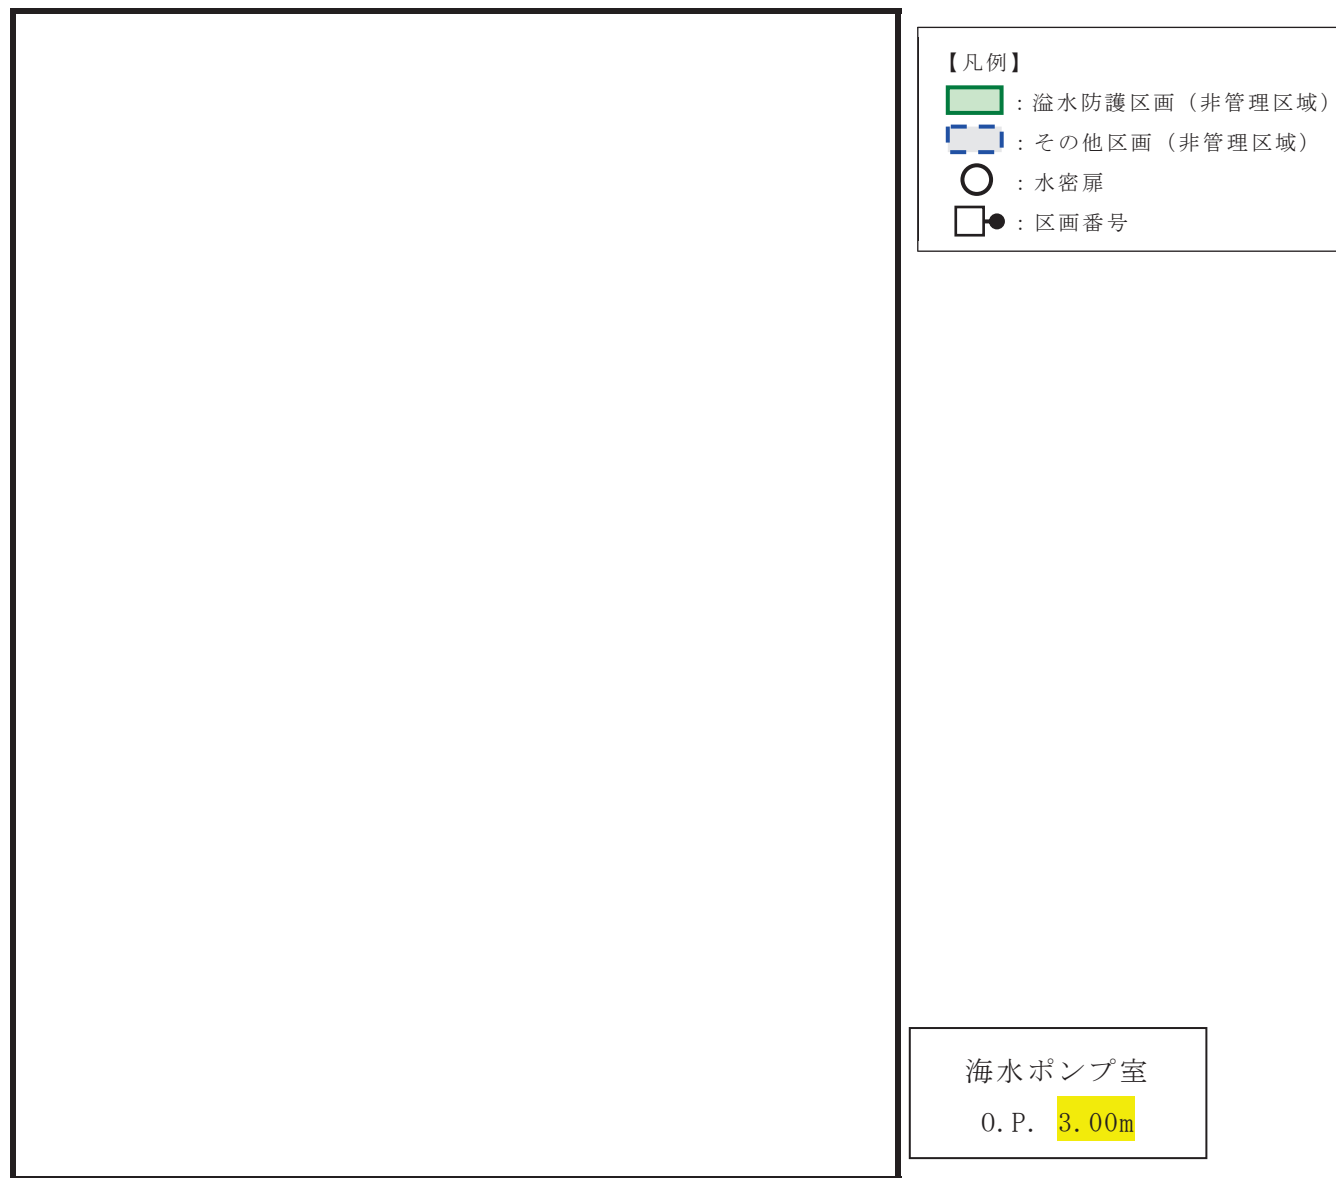 【凡例】
：溢水防護区画（非管理区域）
：その他区画（非管理区域）
：水密扉
：区画番号
海水ポンプ室
O.P. 3.00m